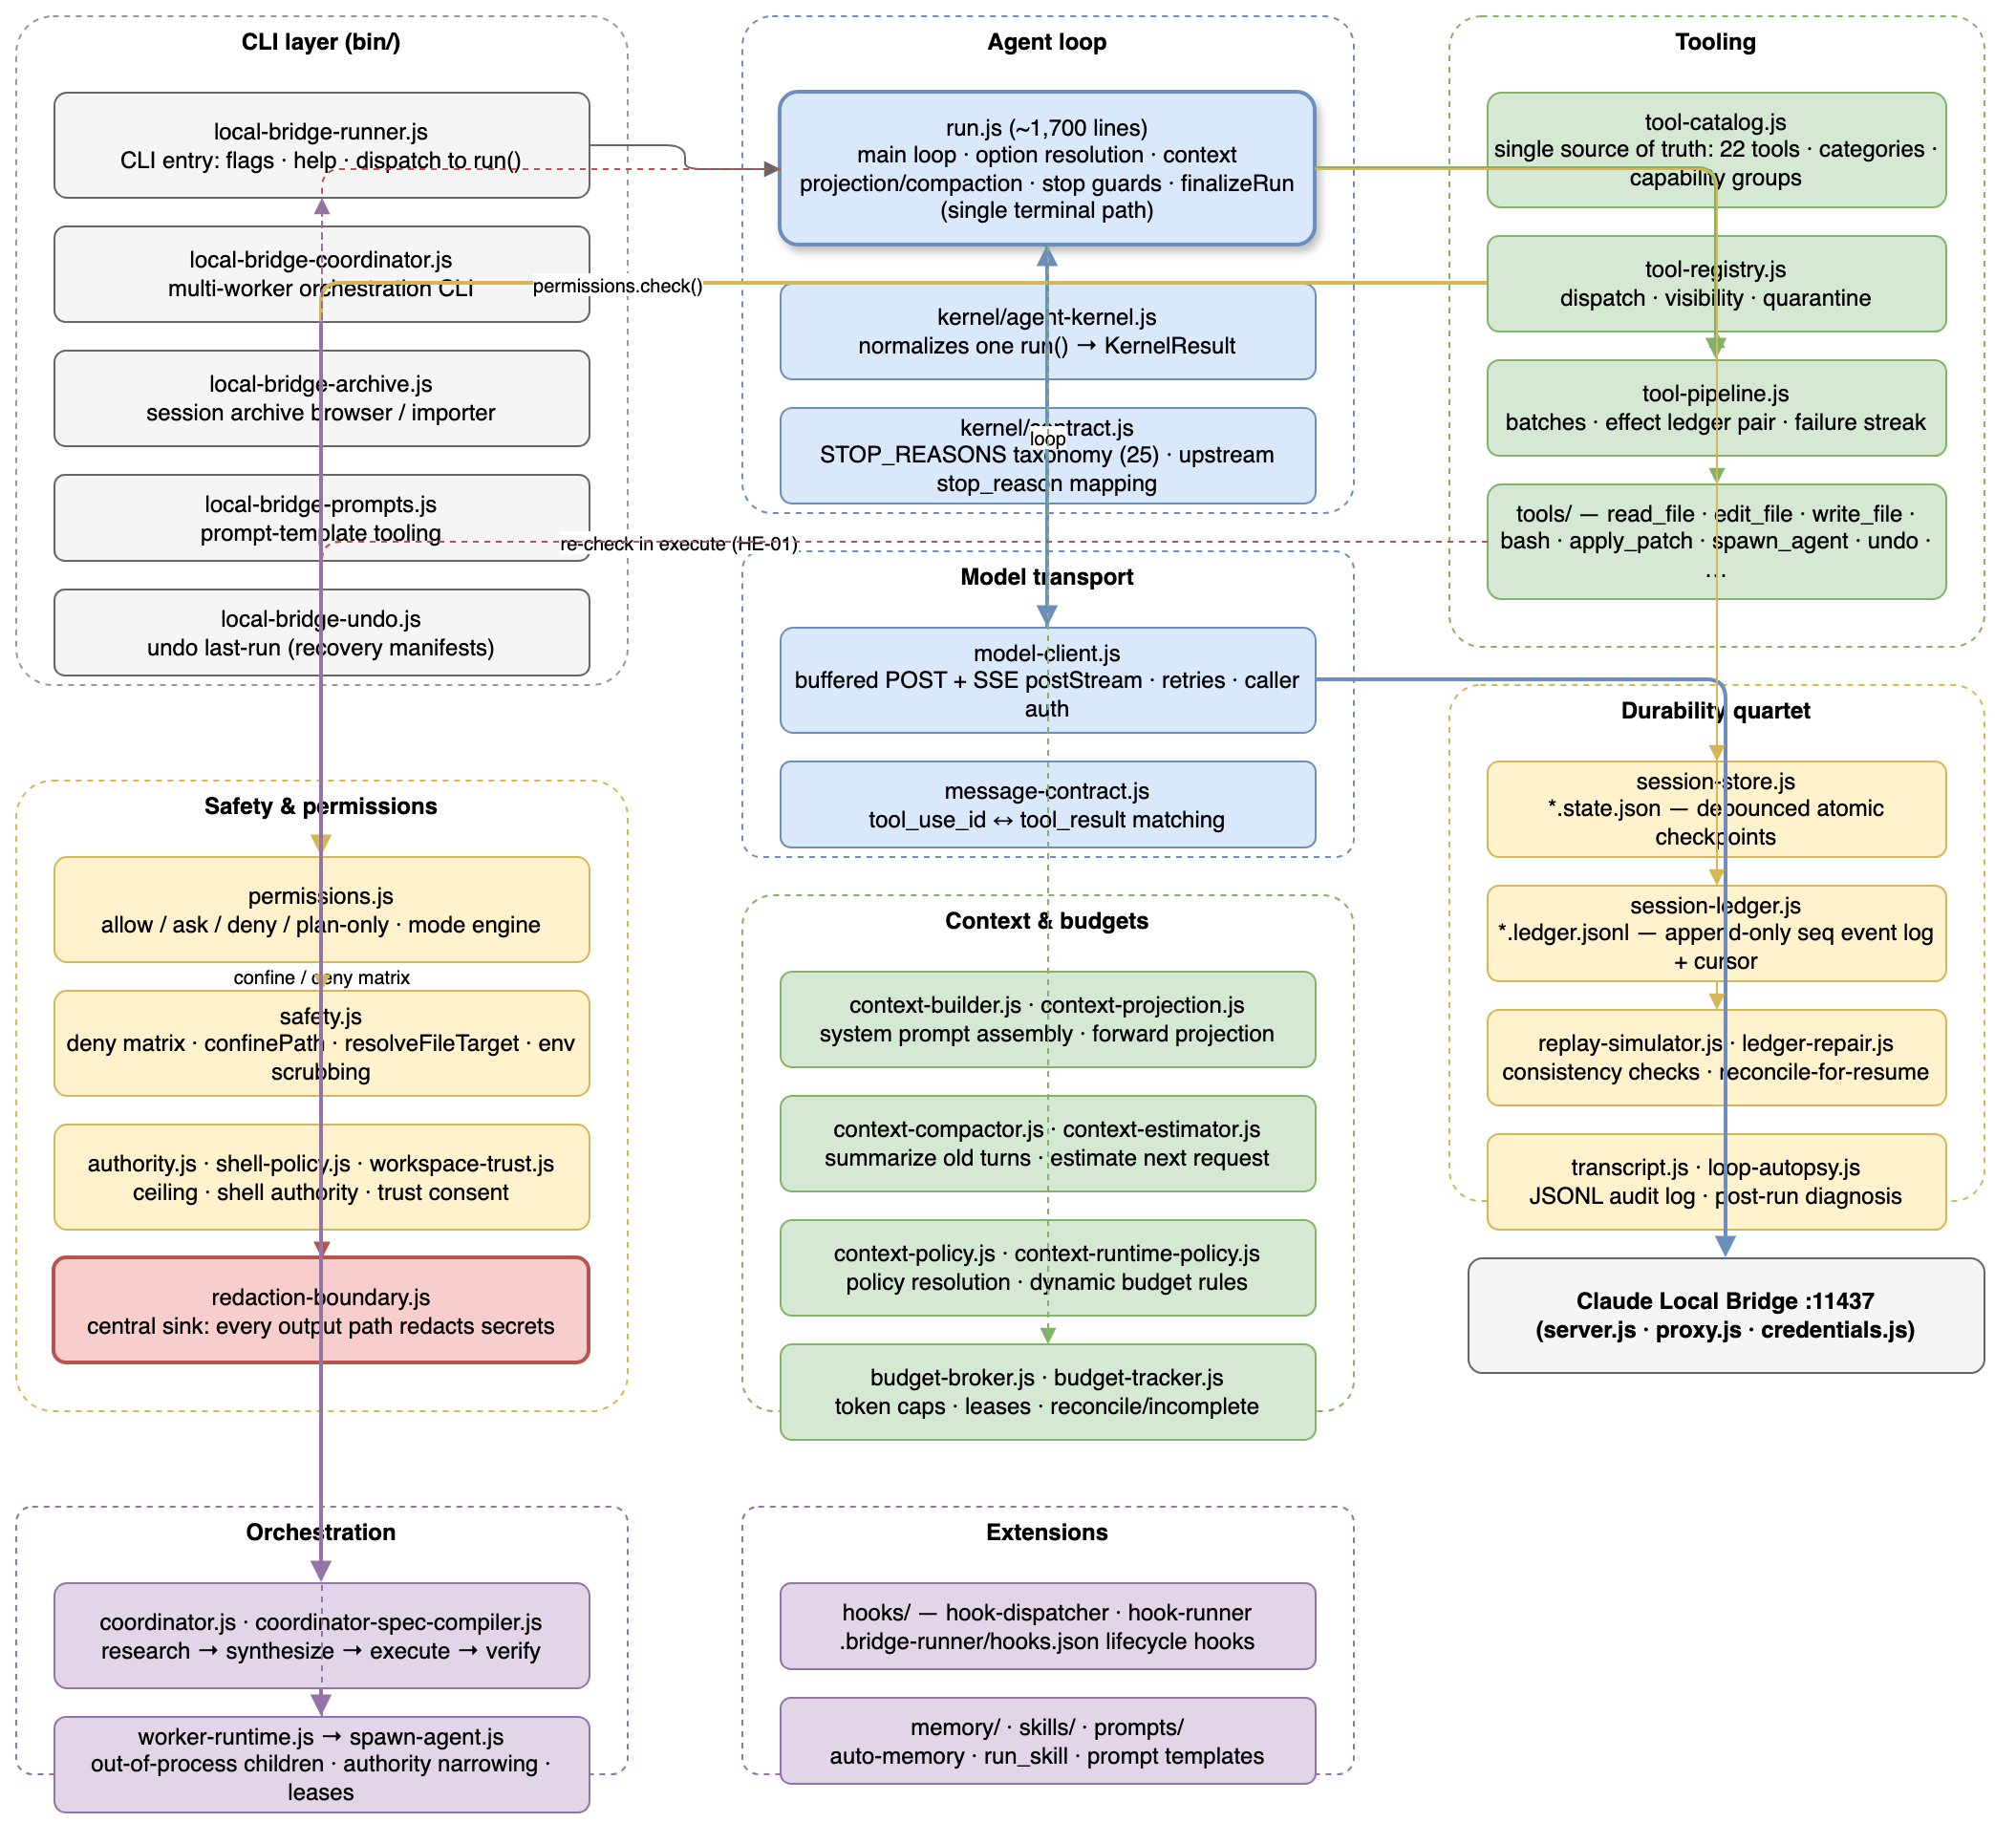 CLI layer (bin/)
local-bridge-runner.js
CLI entry: flags · help · dispatch to run()
local-bridge-coordinator.js
multi-worker orchestration CLI
local-bridge-archive.js
session archive browser / importer
local-bridge-prompts.js
prompt-template tooling
local-bridge-undo.js
undo last-run (recovery manifests)
Agent loop
run.js (~1,700 lines)
main loop · option resolution · context
projection/compaction · stop guards · finalizeRun
(single terminal path)
permissions.check()
kernel/agent-kernel.js
normalizes one run() → KernelResult
kernel/contract.js
loop
STOP_REASONS taxonomy (25) · upstream
stop_reason mapping
re-check in execute (HE-01)
Tooling
tool-catalog.js
single source of truth: 22 tools · categories ·
capability groups
tool-registry.js
dispatch · visibility · quarantine
tool-pipeline.js
batches · effect ledger pair · failure streak
tools/ — read_file · edit_file · write_file ·
bash · apply_patch · spawn_agent · undo ·
...
Model transport
model-client.js
buffered POST + SSE postStream · retries · caller
auth
message-contract.js
tool_use_id ↔ tool_result matching
Durability quartet
session-store.js
*.state.json — debounced atomic
checkpoints
session-ledger.js
*.ledger.jsonl — append-only seq event log
+ cursor
replay-simulator.js · ledger-repair.js
consistency checks · reconcile-for-resume
transcript.js · loop-autopsy.js
JSONL audit log · post-run diagnosis
Claude Local Bridge :11437
(server.js · proxy.js · credentials.js)
Safety & permissions
permissions.js
allow / ask / deny / plan-only · mode engine
confine / deny matrix
safety.js
deny matrix · confinePath · resolveFileTarget · env
scrubbing
authority.js · shell-policy.js · workspace-trust.js
ceiling · shell authority · trust consent
redaction-boundary.js
central sink: every output path redacts secrets
Context & budgets
context-builder.js · context-projection.js
system prompt assembly · forward projection
context-compactor.js · context-estimator.js
summarize old turns · estimate next request
context-policy.js · context-runtime-policy.js
policy resolution · dynamic budget rules
budget-broker.js · budget-tracker.js
token caps · leases · reconcile/incomplete
Orchestration
coordinator.js · coordinator-spec-compiler.js
research → synthesize → execute → verify
worker-runtime.js → spawn-agent.js
out-of-process children · authority narrowing ·
leases
Extensions
hooks/ — hook-dispatcher · hook-runner
.bridge-runner/hooks.json lifecycle hooks
memory/ · skills/ · prompts/
auto-memory · run_skill · prompt templates